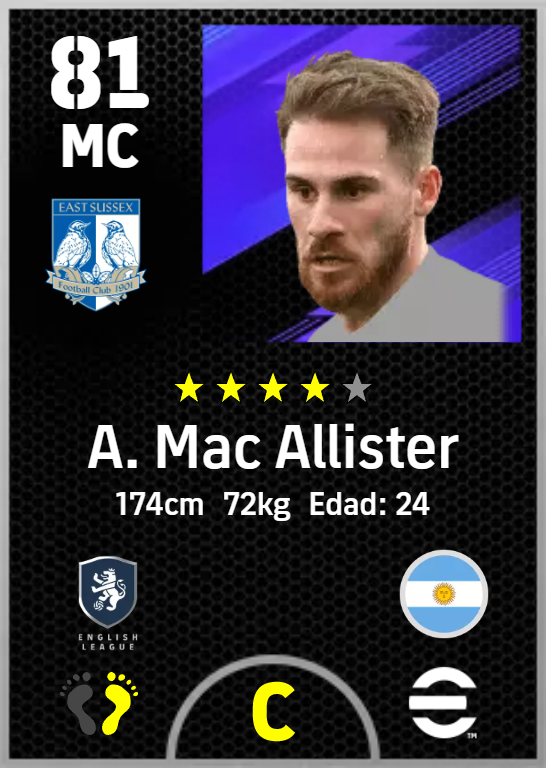 81
MC
EAST SUSSEX
Football Club 1901
A. Mac Allister
174cm 72kg Edad: 24
ENGLISH
LEAGUE
C
TM